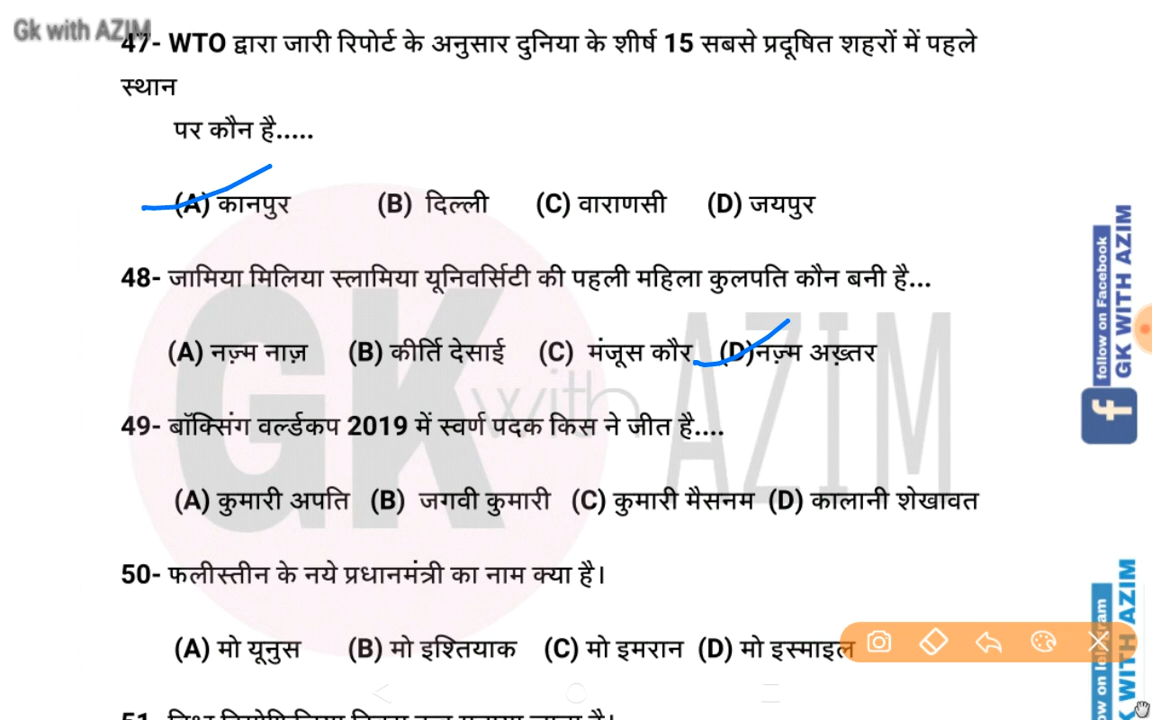 Gk with AZIM
47- WTO द्वारा जारी रिपोर्ट के अनुसार दुनिया के शीर्ष 15 सबसे प्रदूषित शहरों में पहले
स्थान
पर कौन है.....
(A) कानपुर (B) दिल्ली (C) वाराणसी (D) जयपुर
48- जामिया मिलिया स्लामिया यूनिवर्सिटी की पहली महिला कुलपति कौन बनी है...
(A) नज़्म नाज़ (B) कीर्ति देसाई (C) मंजूस कौर (D)नज़्म अख़्तर
49- बॉक्सिंग वर्ल्डकप 2019 में स्वर्ण पदक किस ने जीत है....
(A) कुमारी अपति (B) जगवी कुमारी (C) कुमारी मैसनम (D) कालानी शेखावत
50- फलीस्तीन के नये प्रधानमंत्री का नाम क्या है।
(A) मो यूनुस (B) मो इश्तियाक (C) मो इमरान (D) मो इस्माइल
GK with AZIM
follow on Facebook
GK WITH AZIM
WITH AZIM